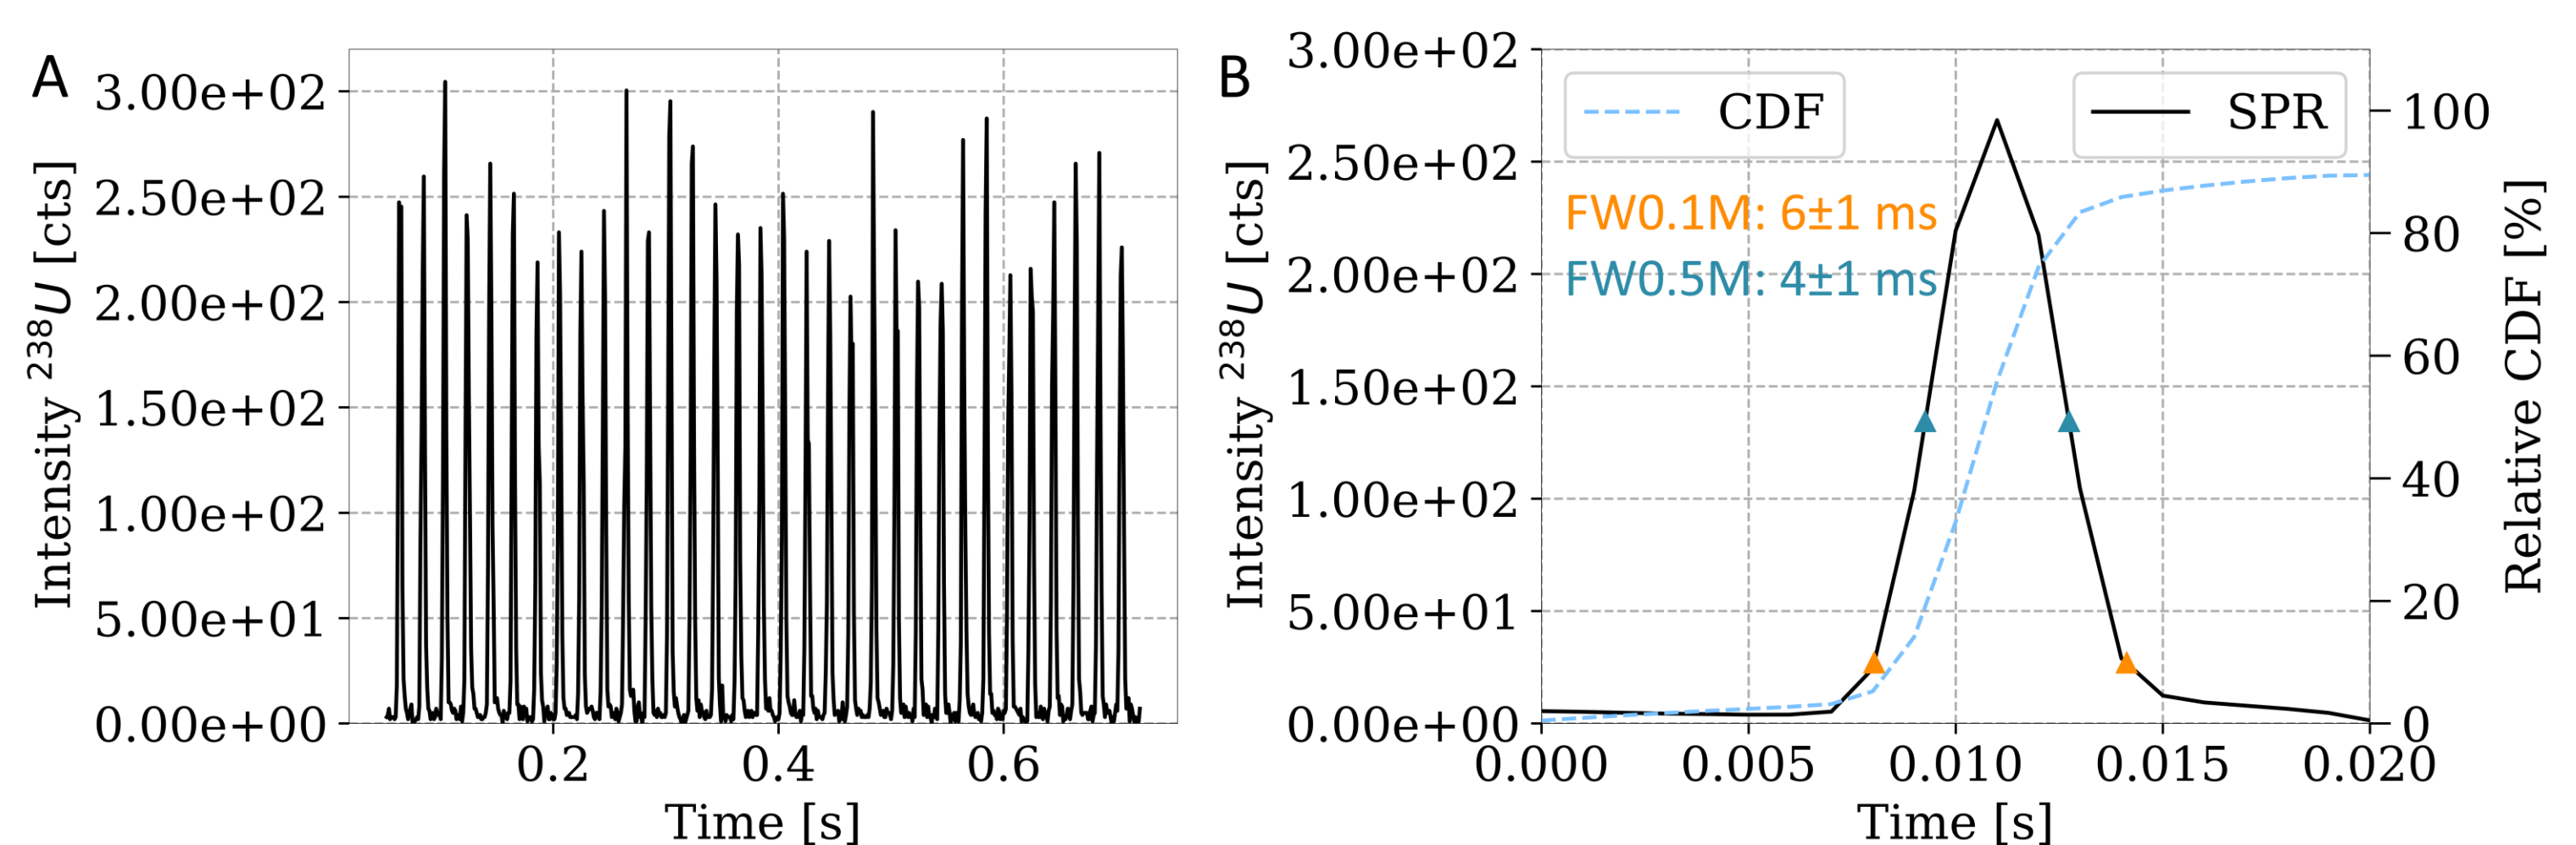 A
3.00e+02
2.50e+02
2.00e+02
1.50e+02
1.00e+02
5.00e+01
0.00e+00
Intensity ²³⁸U [cts]
0.2 0.4 0.6
Time [s]
B
3.00e+02
2.50e+02
2.00e+02
1.50e+02
1.00e+02
5.00e+01
0.00e+00
Intensity ²³⁸U [cts]
CDF
SPR
FW0.1M: 6±1 ms
FW0.5M: 4±1 ms
100
80
60
40
20
0
Relative CDF [%]
0.000 0.005 0.010 0.015 0.020
Time [s]